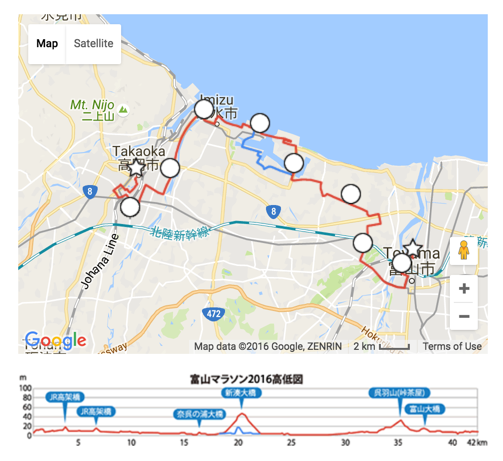 氷見市
Map Satellite
Mt. Nijo
二上山
Imizu
水市
Takaoka
高岡市
8
8
北陸新幹線
Johana Line
Toyama
富山市
472
Google
Map data ©2016 Google, ZENRIN 2 km Terms of Use
m
富山マラソン2016高低図
100
80
60
40
20
0
JR高架橋
JR高架橋
奈呉の浦大橋
新湊大橋
呉羽山(峠茶屋)
富山大橋
0 5 10 15 20 25 30 35 40 42km